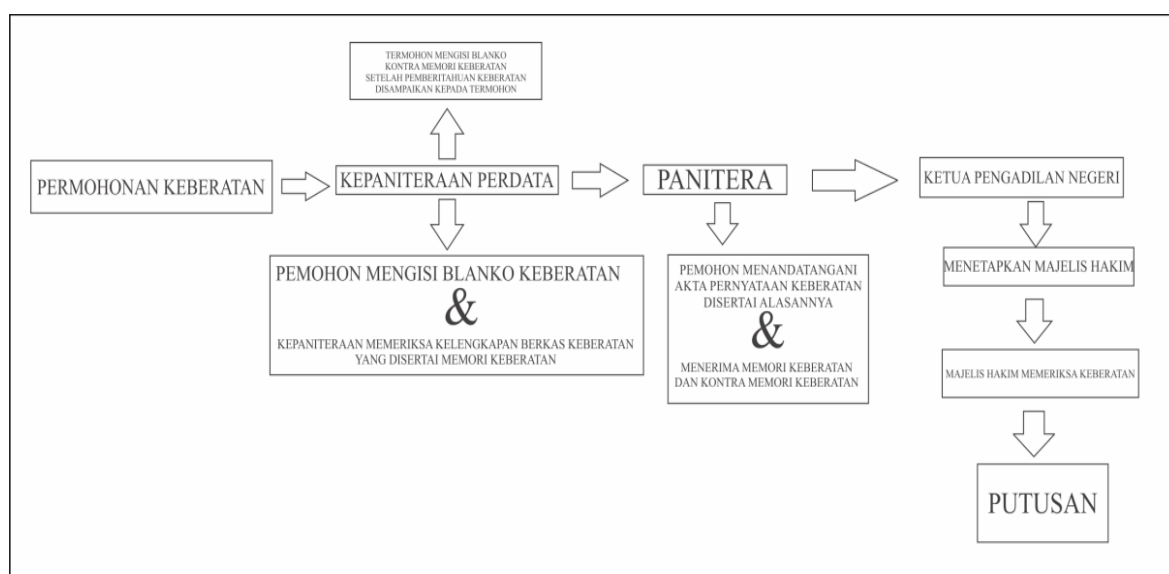 TERMOHON MENGISI BLANKO
KONTRA MEMORI KEBERATAN
SETELAH PEMBERITAHUAN KEBERATAN
DISAMPAIKAN KEPADA TERMOHON
PERMOHONAN KEBERATAN
KEPANITERAAN PERDATA
PANITERA
KETUA PENGADILAN NEGERI
PEMOHON MENGISI BLANKO KEBERATAN
&
KEPANITERAAN MEMERIKSA KELENGKAPAN BERKAS KEBERATAN
YANG DISERTAI MEMORI KEBERATAN
PEMOHON MENANDATANGANI
AKTA PERNYATAAN KEBERATAN
DISERTAI ALASANNYA
&
MENERIMA MEMORI KEBERATAN
DAN KONTRA MEMORI KEBERATAN
MENETAPKAN MAJELIS HAKIM
MAJELIS HAKIM MEMERIKSA KEBERATAN
PUTUSAN